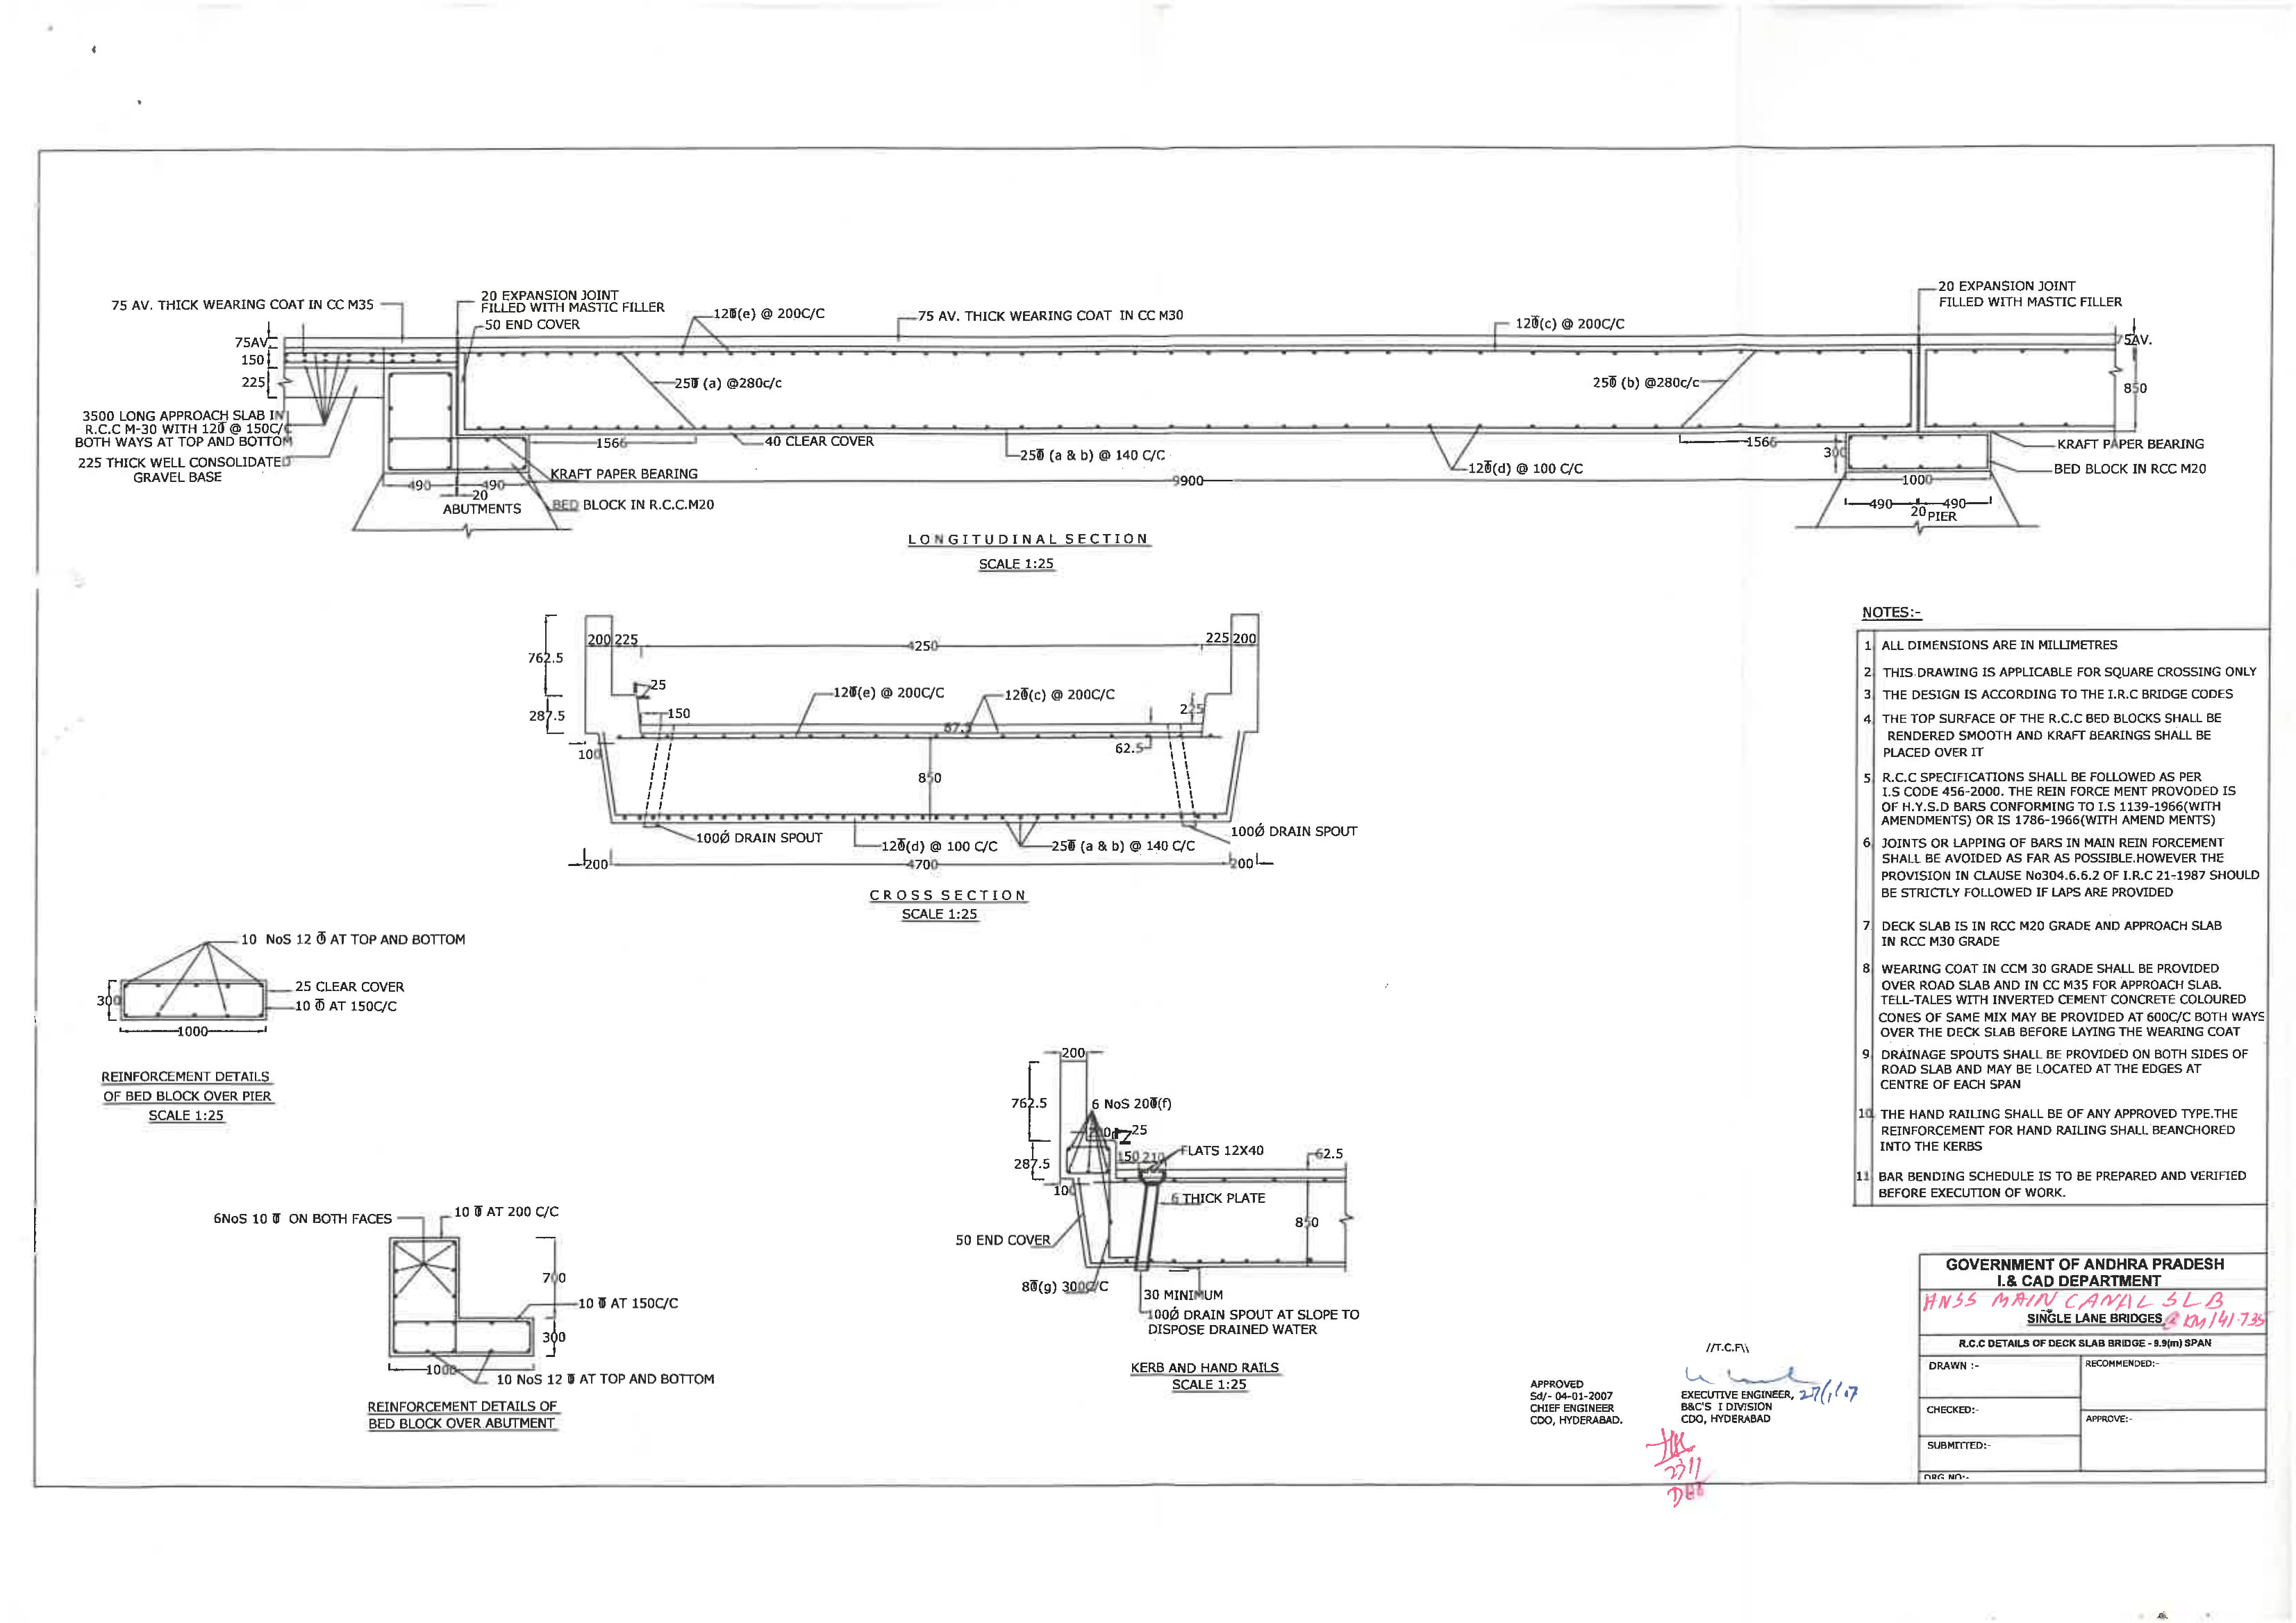 75 AV. THICK WEARING COAT IN CC M35
20 EXPANSION JOINT
FILLED WITH MASTIC FILLER
50 END COVER
12Φ(e) @ 200C/C
75 AV. THICK WEARING COAT IN CC M30
12Φ(c) @ 200C/C
20 EXPANSION JOINT
FILLED WITH MASTIC FILLER
75AV.
150
225
75AV.
850
25Φ (a) @280c/c
25Φ (b) @280c/c
3500 LONG APPROACH SLAB IN
R.C.C M-30 WITH 12Φ @ 150C/C
BOTH WAYS AT TOP AND BOTTOM
225 THICK WELL CONSOLIDATED
GRAVEL BASE
1566
40 CLEAR COVER
25Φ (a & b) @ 140 C/C
12Φ(d) @ 100 C/C
1566
300
KRAFT PAPER BEARING
BED BLOCK IN RCC M20
KRAFT PAPER BEARING
9900
1000
490
490
20
ABUTMENTS
BED BLOCK IN R.C.C.M20
490
490
20
PIER
LONGITUDINAL SECTION
SCALE 1:25
200
225
4250
225
200
762.5
25
12Φ(e) @ 200C/C
12Φ(c) @ 200C/C
287.5
150
225
87.5
100
62.5
850
100Ø DRAIN SPOUT
12Φ(d) @ 100 C/C
25Φ (a & b) @ 140 C/C
100Ø DRAIN SPOUT
200
4700
200
CROSS SECTION
SCALE 1:25
10 NoS 12 Φ AT TOP AND BOTTOM
25 CLEAR COVER
10 Φ AT 150C/C
300
1000
REINFORCEMENT DETAILS
OF BED BLOCK OVER PIER
SCALE 1:25
6NoS 10 Φ ON BOTH FACES
10 Φ AT 200 C/C
700
10 Φ AT 150C/C
300
1000
10 NoS 12 Φ AT TOP AND BOTTOM
REINFORCEMENT DETAILS OF
BED BLOCK OVER ABUTMENT
200
762.5
6 NoS 20Φ(f)
25
287.5
150 210
FLATS 12X40
62.5
100
6 THICK PLATE
850
50 END COVER
8Φ(g) 300C/C
30 MINIMUM
100Ø DRAIN SPOUT AT SLOPE TO
DISPOSE DRAINED WATER
KERB AND HAND RAILS
SCALE 1:25
NOTES:-
1 ALL DIMENSIONS ARE IN MILLIMETRES
2 THIS DRAWING IS APPLICABLE FOR SQUARE CROSSING ONLY
3 THE DESIGN IS ACCORDING TO THE I.R.C BRIDGE CODES
4 THE TOP SURFACE OF THE R.C.C BED BLOCKS SHALL BE
RENDERED SMOOTH AND KRAFT BEARINGS SHALL BE
PLACED OVER IT
5 R.C.C SPECIFICATIONS SHALL BE FOLLOWED AS PER
I.S CODE 456-2000. THE REIN FORCE MENT PROVODED IS
OF H.Y.S.D BARS CONFORMING TO I.S 1139-1966(WITH
AMENDMENTS) OR IS 1786-1966(WITH AMEND MENTS)
6 JOINTS OR LAPPING OF BARS IN MAIN REIN FORCEMENT
SHALL BE AVOIDED AS FAR AS POSSIBLE.HOWEVER THE
PROVISION IN CLAUSE No304.6.6.2 OF I.R.C 21-1987 SHOULD
BE STRICTLY FOLLOWED IF LAPS ARE PROVIDED
7 DECK SLAB IS IN RCC M20 GRADE AND APPROACH SLAB
IN RCC M30 GRADE
8 WEARING COAT IN CCM 30 GRADE SHALL BE PROVIDED
OVER ROAD SLAB AND IN CC M35 FOR APPROACH SLAB.
TELL-TALES WITH INVERTED CEMENT CONCRETE COLOURED
CONES OF SAME MIX MAY BE PROVIDED AT 600C/C BOTH WAYS
OVER THE DECK SLAB BEFORE LAYING THE WEARING COAT
9 DRAINAGE SPOUTS SHALL BE PROVIDED ON BOTH SIDES OF
ROAD SLAB AND MAY BE LOCATED AT THE EDGES AT
CENTRE OF EACH SPAN
10 THE HAND RAILING SHALL BE OF ANY APPROVED TYPE.THE
REINFORCEMENT FOR HAND RAILING SHALL BEANCHORED
INTO THE KERBS
11 BAR BENDING SCHEDULE IS TO BE PREPARED AND VERIFIED
BEFORE EXECUTION OF WORK.
GOVERNMENT OF ANDHRA PRADESH
I.& CAD DEPARTMENT
HNSS MAIN CANAL SLB
SINGLE LANE BRIDGES @ KM 141.735
R.C.C DETAILS OF DECK SLAB BRIDGE - 9.9(m) SPAN
DRAWN :-
RECOMMENDED:-
CHECKED:-
APPROVE:-
SUBMITTED:-
DRG NO:-
//T.C.F\\
APPROVED
Sd/- 04-01-2007
CHIEF ENGINEER
CDO, HYDERABAD.
EXECUTIVE ENGINEER, 27/1/07
B&C'S I DIVISION
CDO, HYDERABAD